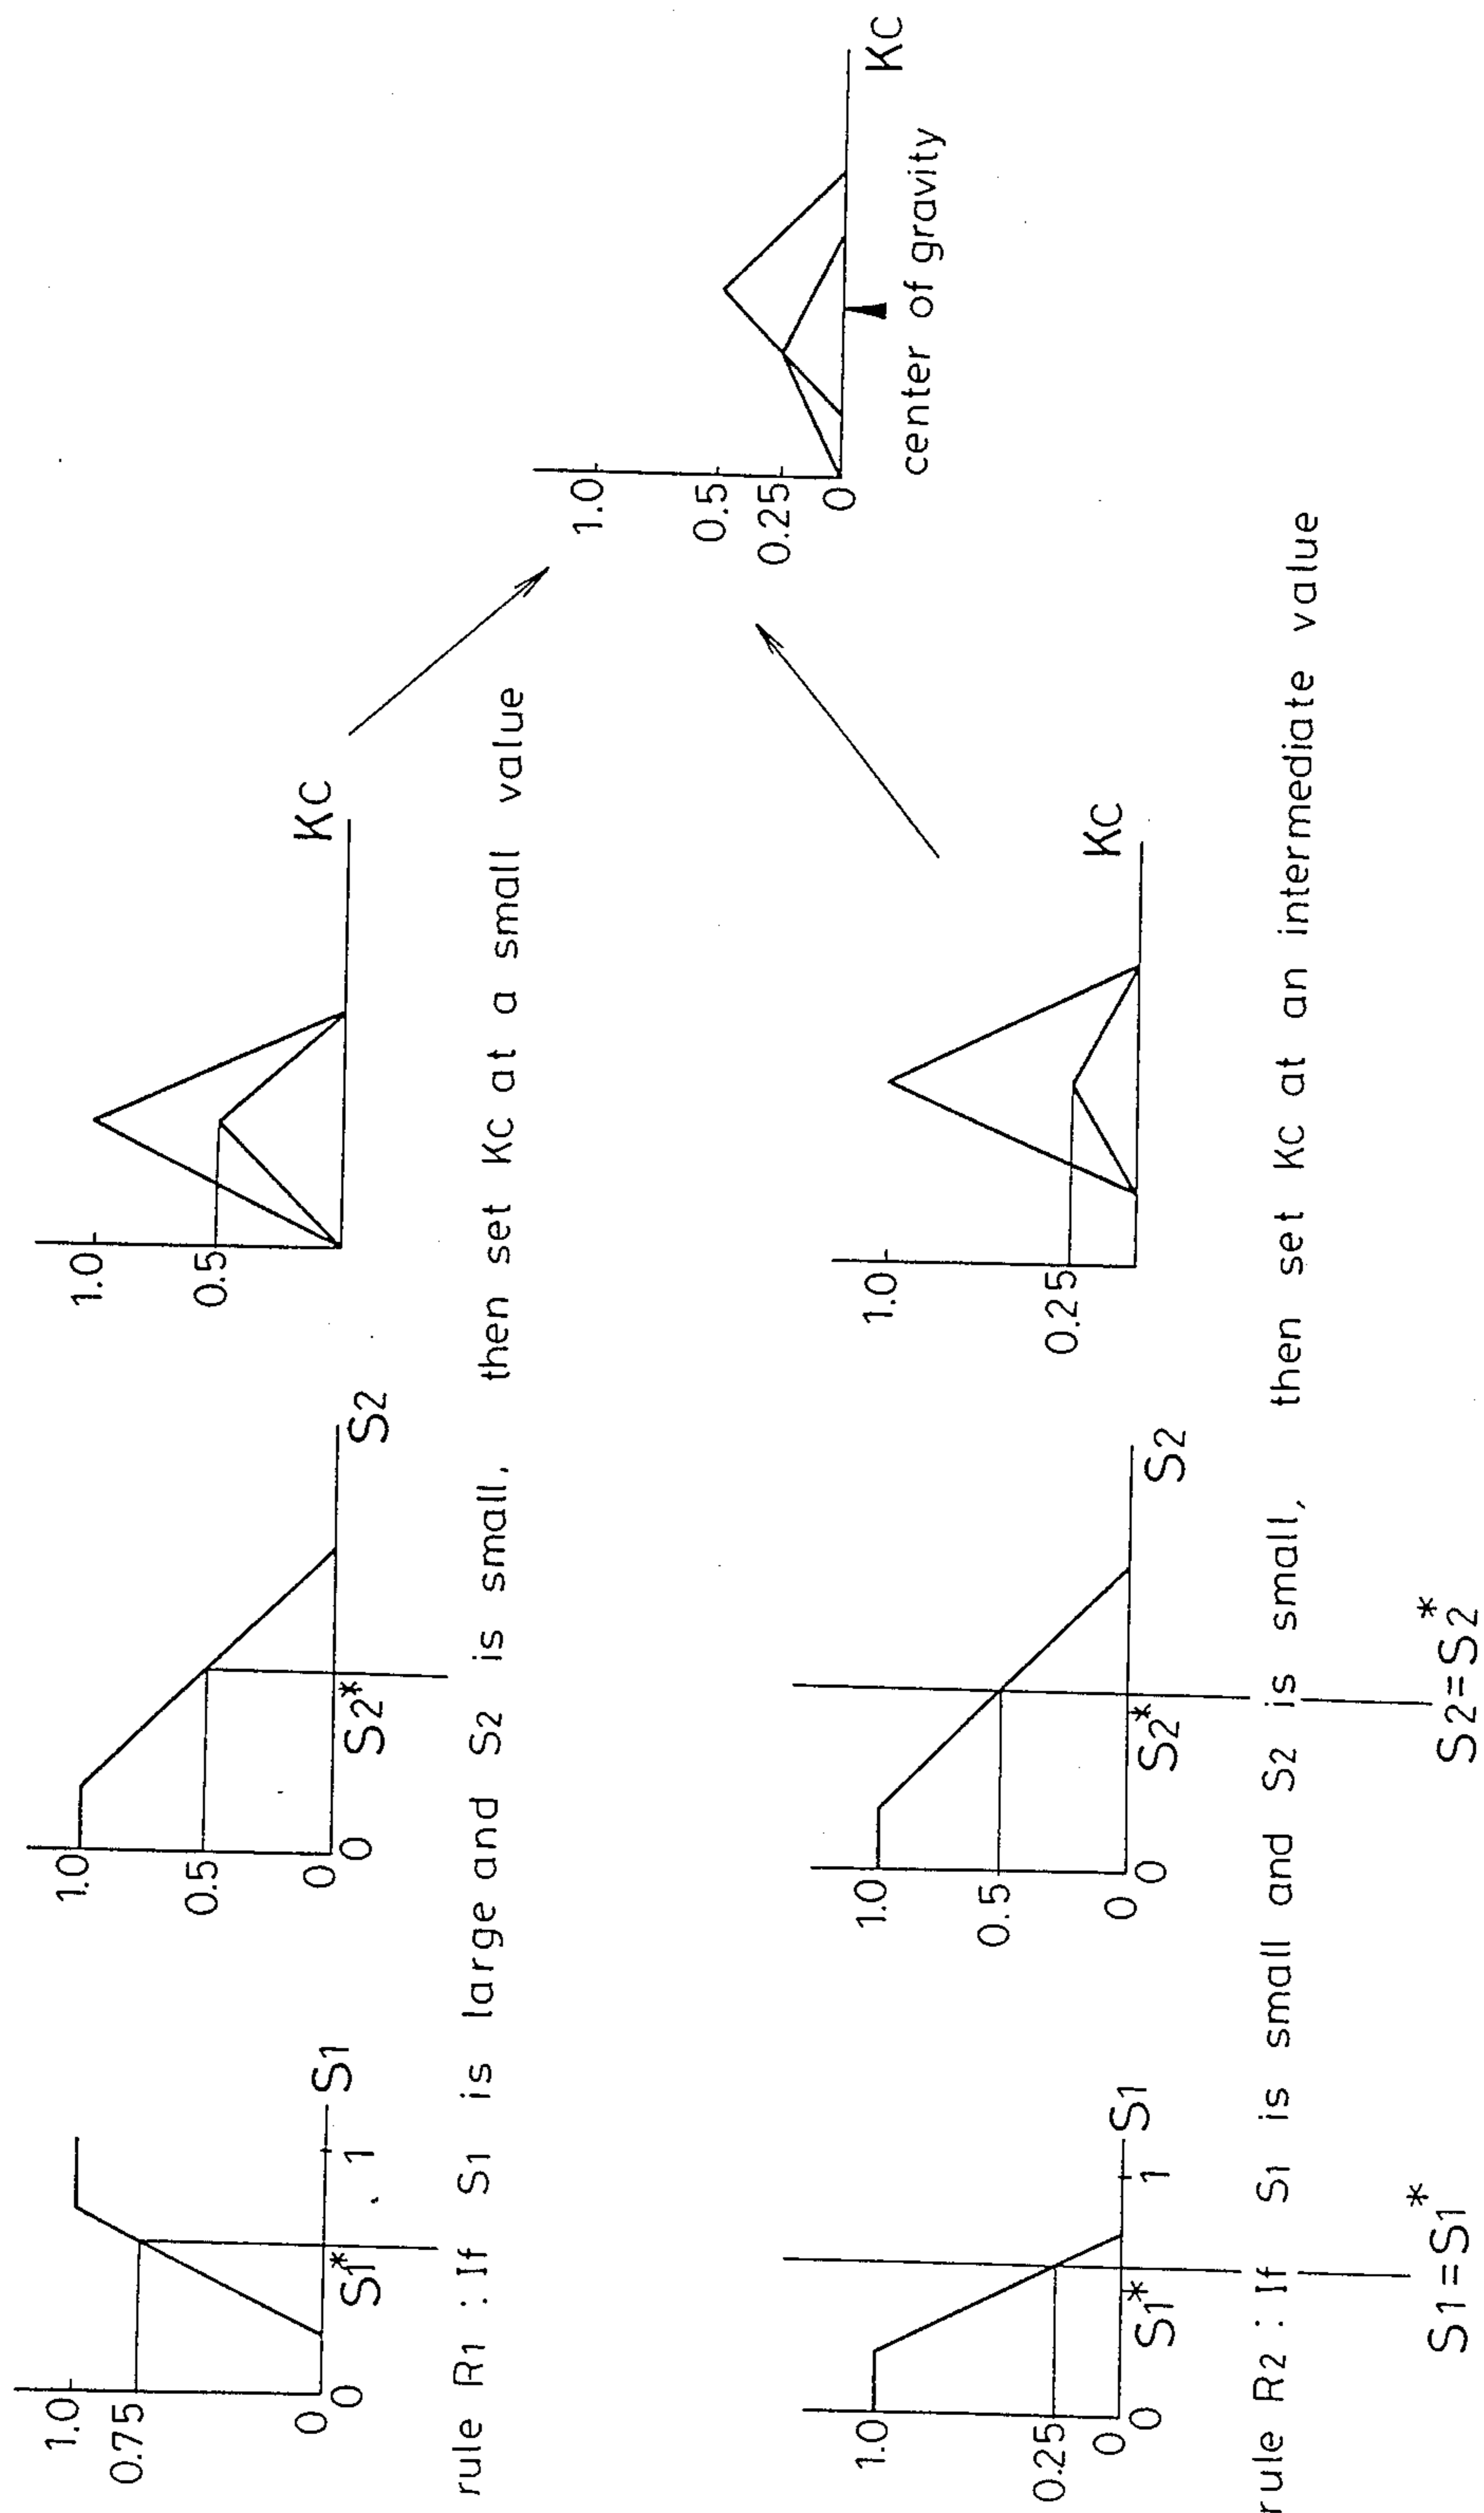 1.0
0.75
0
0
S1*
1
S1
1.0
0.5
0
0
S2*
S2
1.0
0.5
KC
rule R1 : If S1 is large and S2 is small, then set KC at a small value
1.0
0.5
0.25
0
KC
center of gravity
1.0
0.25
0
0
S1*
1
S1
1.0
0.5
0
0
S2*
S2
1.0
0.25
KC
rule R2 : If S1 is small and S2 is small, then set KC at an intermediate value
S1=S1*
S2=S2*